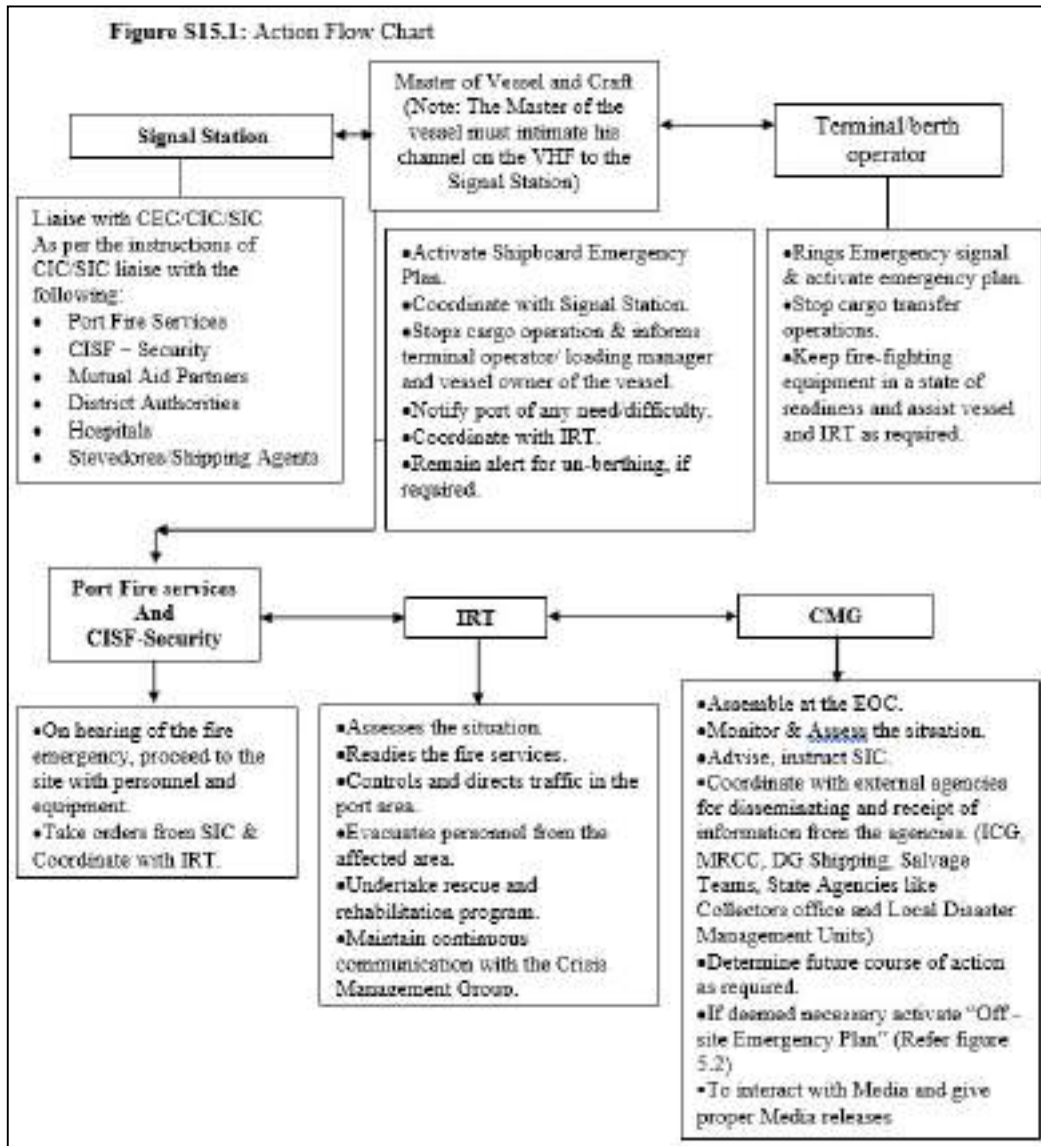 Figure S15.1: Action Flow Chart
Master of Vessel and Craft
(Note: The Master of the
vessel must intimate his
channel on the VHF to the
Signal Station)
Signal Station
Terminal/berth
operator
Liaise with CEC/CIC/SIC
As per the instructions of
CIC/SIC liaise with the
following:
• Port Fire Services
• CISF – Security
• Mutual Aid Partners
• District Authorities
• Hospitals
• Stevedores/Shipping Agents
•Activate Shipboard Emergency
Plan.
•Coordinate with Signal Station.
•Stops cargo operation & informs
terminal operator/ loading manager
and vessel owner of the vessel.
•Notify port of any need/difficulty.
•Coordinate with IRT.
•Remain alert for un-berthing, if
required.
•Rings Emergency signal
& activate emergency plan.
•Stop cargo transfer
operations.
•Keep fire-fighting
equipment in a state of
readiness and assist vessel
and IRT as required.
Port Fire services
And
CISF-Security
IRT
CMG
•On hearing of the fire
emergency, proceed to the
site with personnel and
equipment.
•Take orders from SIC &
Coordinate with IRT.
•Assesses the situation.
•Readies the fire services.
•Controls and directs traffic in the
port area.
•Evacuates personnel from the
affected area.
•Undertake rescue and
rehabilitation program.
•Maintain continuous
communication with the Crisis
Management Group.
•Assemble at the EOC.
•Monitor & Assess the situation.
•Advise, instruct SIC.
•Coordinate with external agencies
for disseminating and receipt of
information from the agencies. (ICG,
MRCC, DG Shipping, Salvage
Teams, State Agencies like
Collectors office and Local Disaster
Management Units)
•Determine future course of action
as required.
•If deemed necessary activate “Off-
site Emergency Plan” (Refer figure
5.2)
•To interact with Media and give
proper Media releases